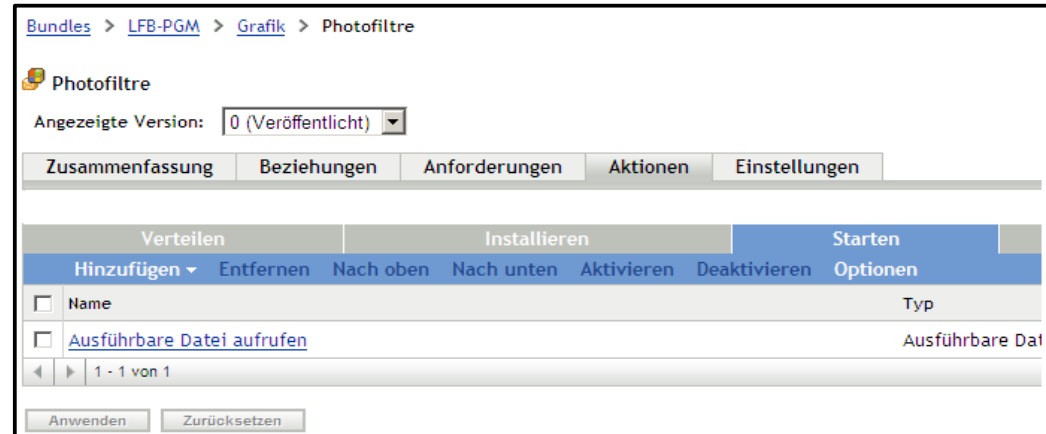 Bundles > LFB-PGM > Grafik > Photofiltre
Photofiltre
Angezeigte Version: 0 (Veröffentlicht)
Zusammenfassung Beziehungen Anforderungen Aktionen Einstellungen
Verteilen Installieren Starten
Hinzufügen Entfernen Nach oben Nach unten Aktivieren Deaktivieren Optionen
Name Typ
Ausführbare Datei aufrufen Ausführbare Dat
1 - 1 von 1
Anwenden Zurücksetzen